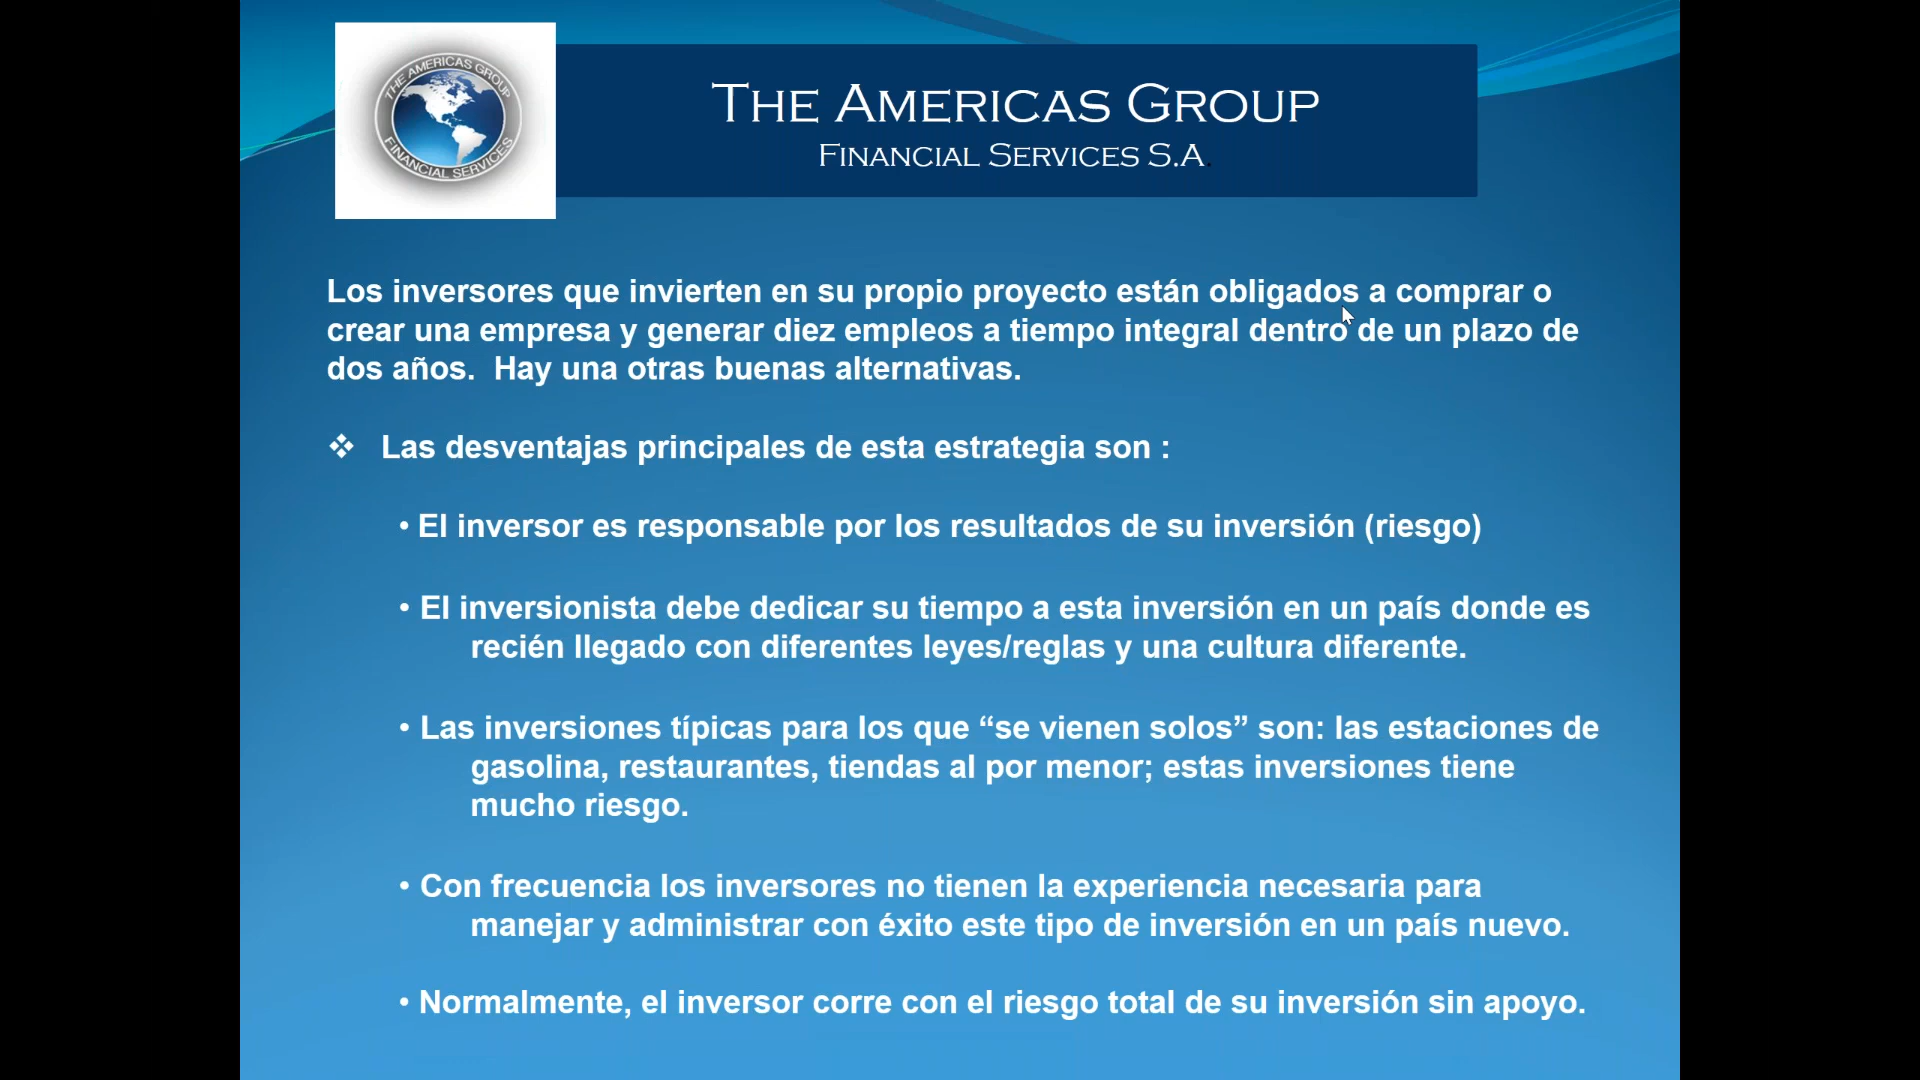 THE AMERICAS GROUP
FINANCIAL SERVICES
THE AMERICAS GROUP
FINANCIAL SERVICES S.A.
Los inversores que invierten en su propio proyecto están obligados a comprar o
crear una empresa y generar diez empleos a tiempo integral dentro de un plazo de
dos años.  Hay una otras buenas alternativas.
❖ Las desventajas principales de esta estrategia son :
• El inversor es responsable por los resultados de su inversión (riesgo)
• El inversionista debe dedicar su tiempo a esta inversión en un país donde es
recién llegado con diferentes leyes/reglas y una cultura diferente.
• Las inversiones típicas para los que “se vienen solos” son: las estaciones de
gasolina, restaurantes, tiendas al por menor; estas inversiones tiene
mucho riesgo.
• Con frecuencia los inversores no tienen la experiencia necesaria para
manejar y administrar con éxito este tipo de inversión en un país nuevo.
• Normalmente, el inversor corre con el riesgo total de su inversión sin apoyo.